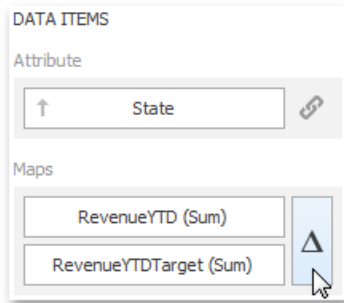 DATA ITEMS
Attribute
State
Maps
RevenueYTD (Sum)
Δ
RevenueYTDTarget (Sum)